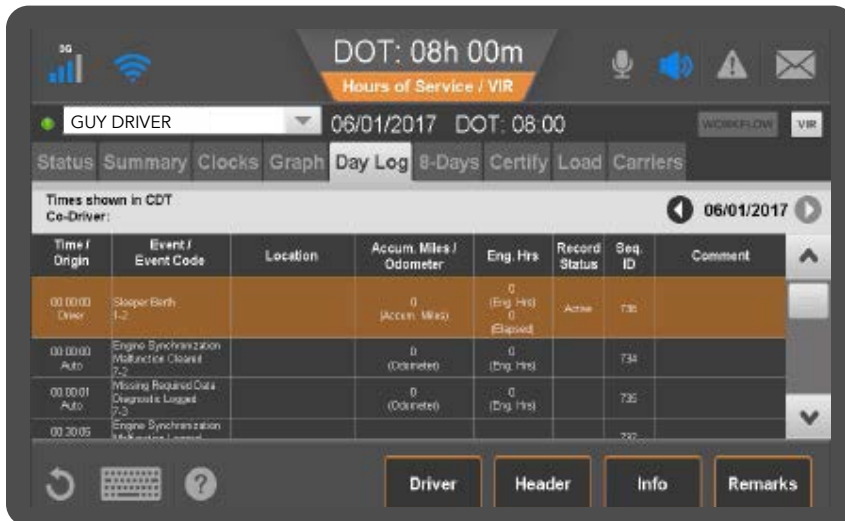 3G
DOT: 08h 00m
Hours of Service / VIR
GUY DRIVER
06/01/2017 DOT: 08:00
WORKFLOW
VIR
Status Summary Clocks Graph Day Log 8-Days Certify Load Carriers
Times shown in CDT
Co-Driver:
06/01/2017
Time / Origin
Event / Event Code
Location
Accum. Miles / Odometer
Eng. Hrs
Record Status
Seq. ID
Comment
00:00:00
Driver
Sleeper Berth
1-2
0
(Accum. Miles)
0
(Eng. Hrs)
0
(Elapsed)
Active
00:00:00
Auto
Engine Synchronization
Malfunction Cleared
7-2
0
(Odometer)
0
(Eng. Hrs)
734
00:00:01
Auto
Missing Required Data
Diagnostic Logged
7-3
0
(Odometer)
0
(Eng. Hrs)
735
00:30:05
Engine Synchronization
Driver
Header
Info
Remarks